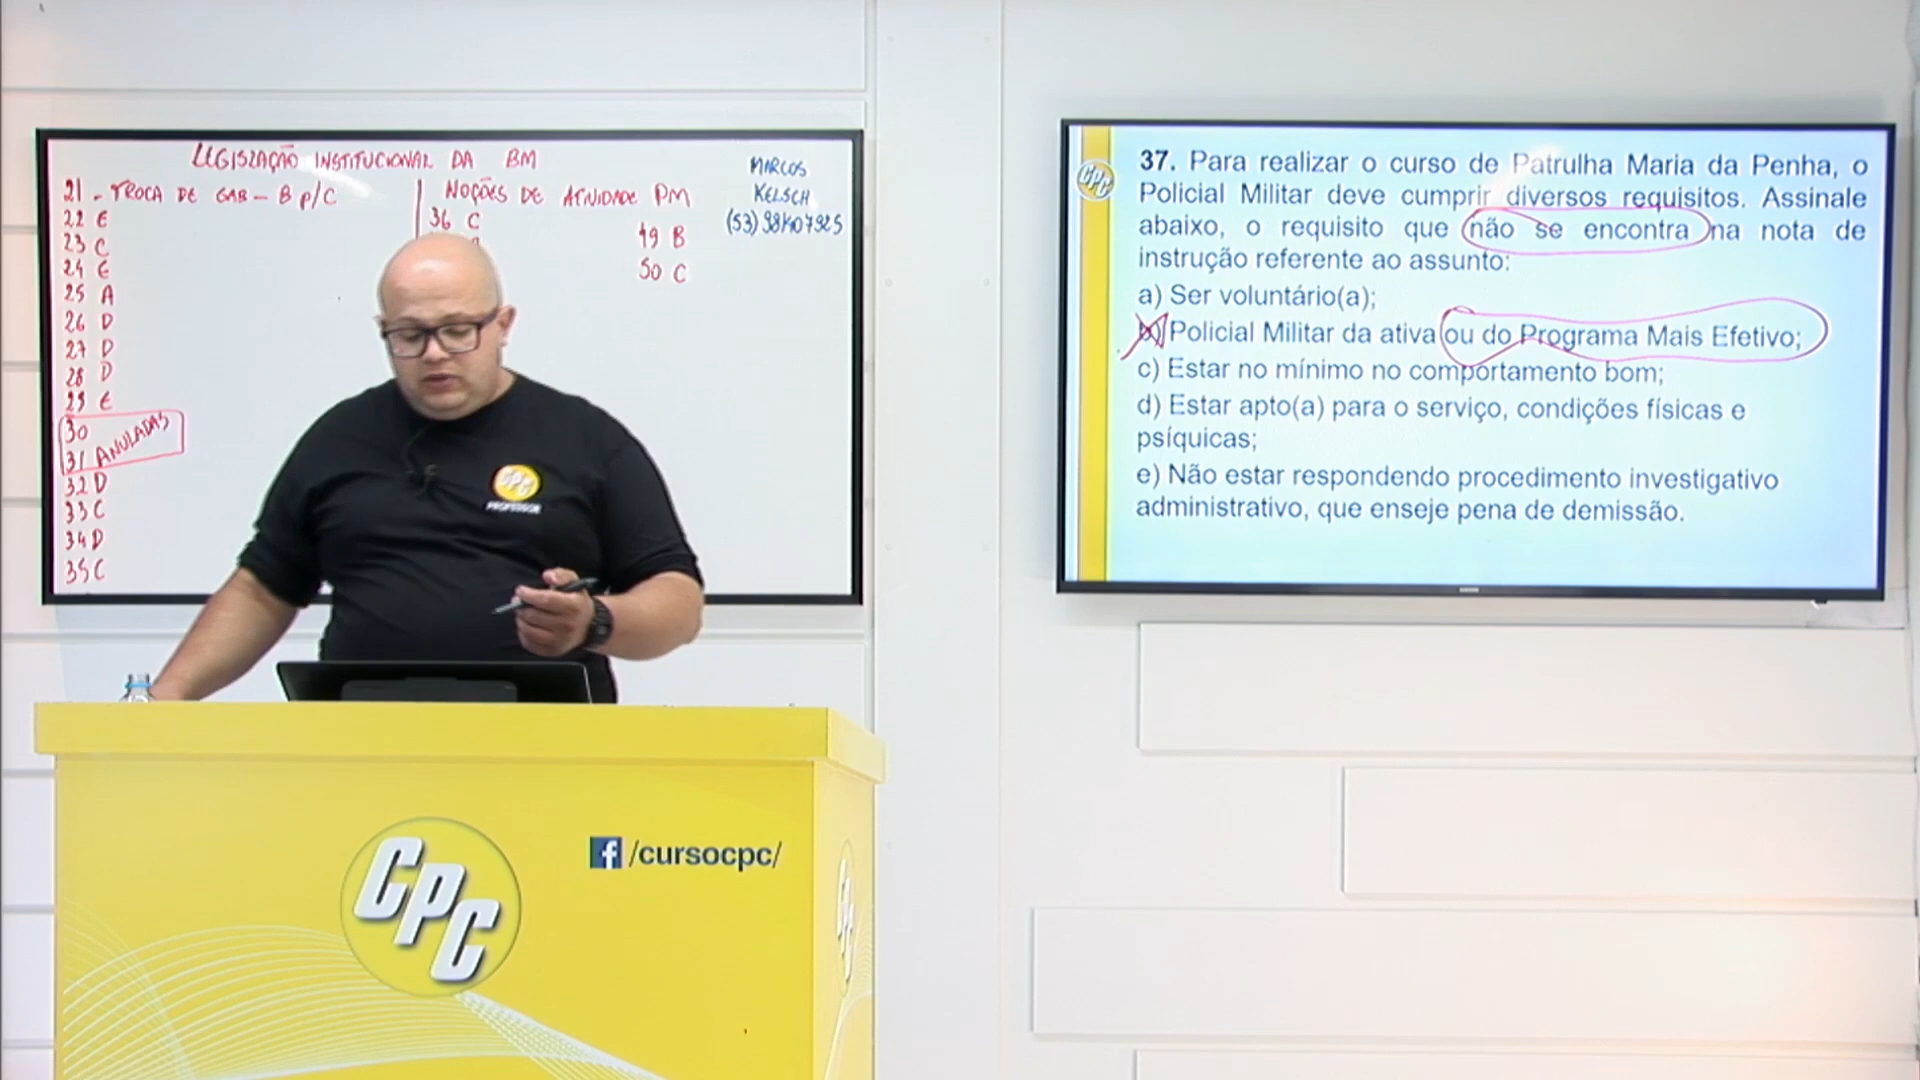 LEGISLAÇÃO INSTITUCIONAL DA BM
21 - TROCA DE GAB - B P/C
22 E
23 C
24 E
25 A
26 D
27 D
28 D
29 E
30
31 ANULADAS
32 D
33 C
34 D
35 C
NOÇÕES DE ATIVIDADE PM
36 C
49 B
50 C
MARCOS
KELSCH
CPC
PROFESSOR
CPC
/cursocpc/
CPC
37. Para realizar o curso de Patrulha Maria da Penha, o
Policial Militar deve cumprir diversos requisitos. Assinale
abaixo, o requisito que não se encontra na nota de
instrução referente ao assunto:
a) Ser voluntário(a);
b) Policial Militar da ativa ou do Programa Mais Efetivo;
c) Estar no mínimo no comportamento bom;
d) Estar apto(a) para o serviço, condições físicas e
psíquicas;
e) Não estar respondendo procedimento investigativo
administrativo, que enseje pena de demissão.